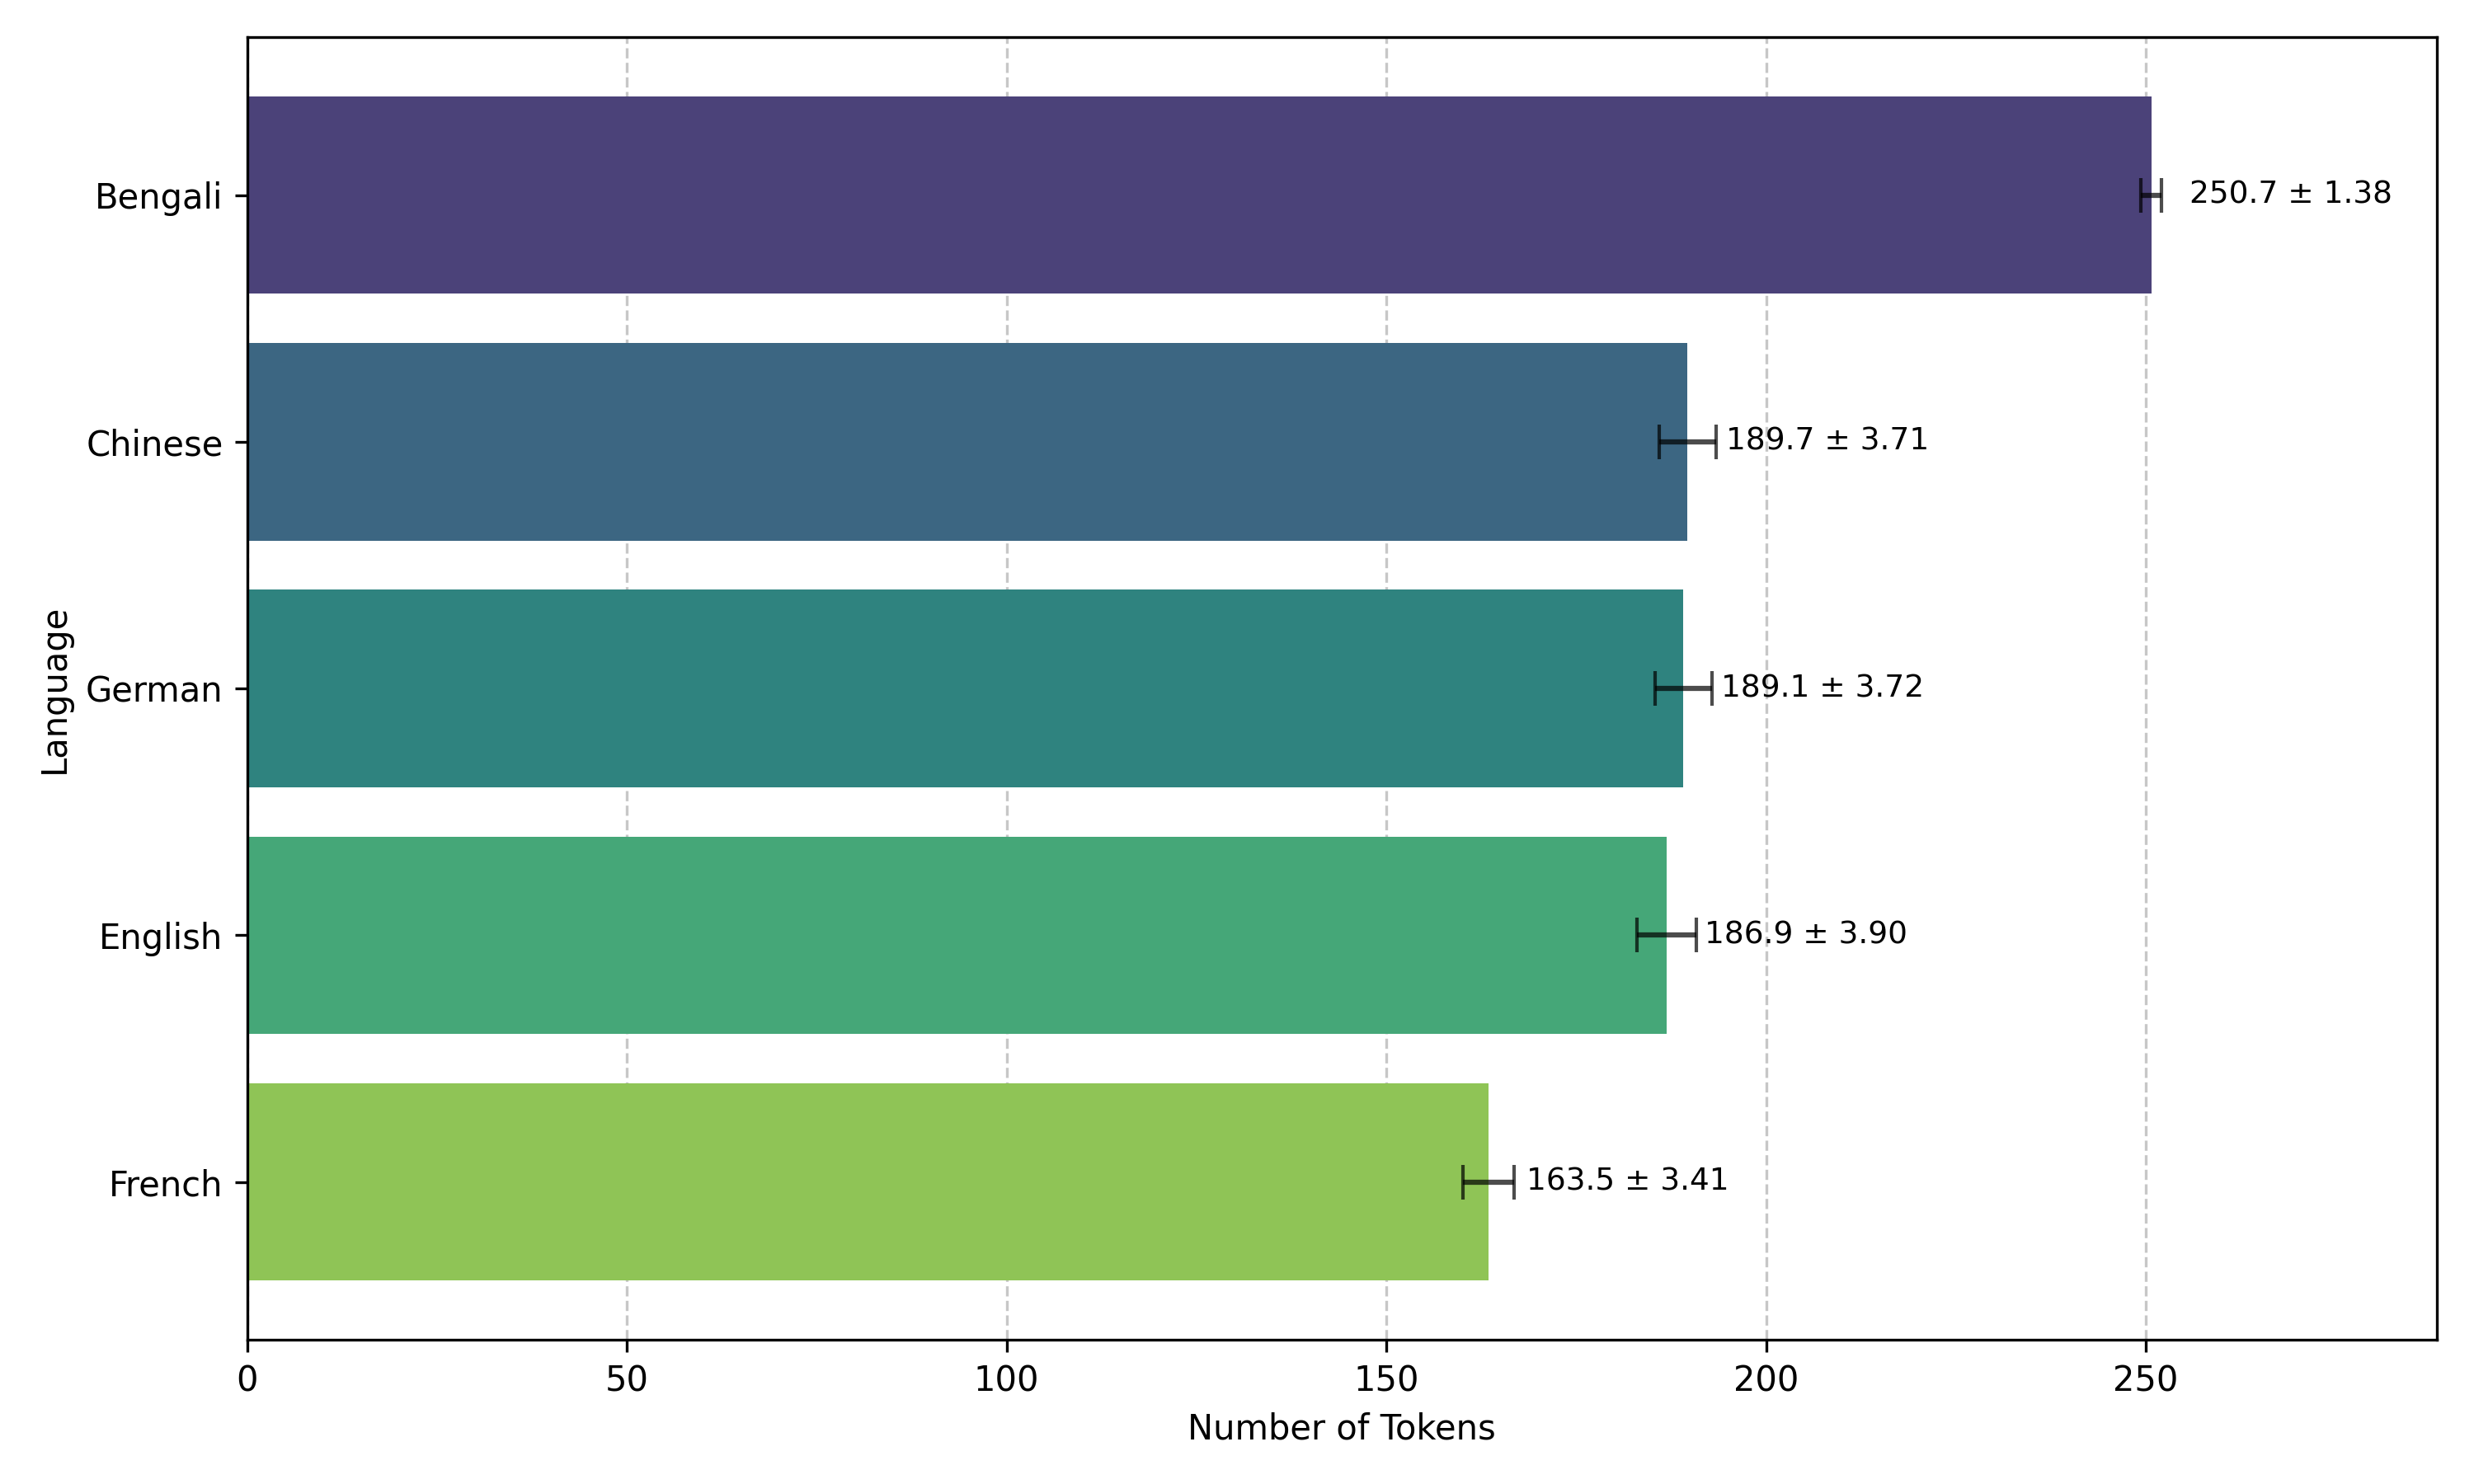 Language
Bengali
250.7 ± 1.38
Chinese
189.7 ± 3.71
German
189.1 ± 3.72
English
186.9 ± 3.90
French
163.5 ± 3.41
0 50 100 150 200 250
Number of Tokens